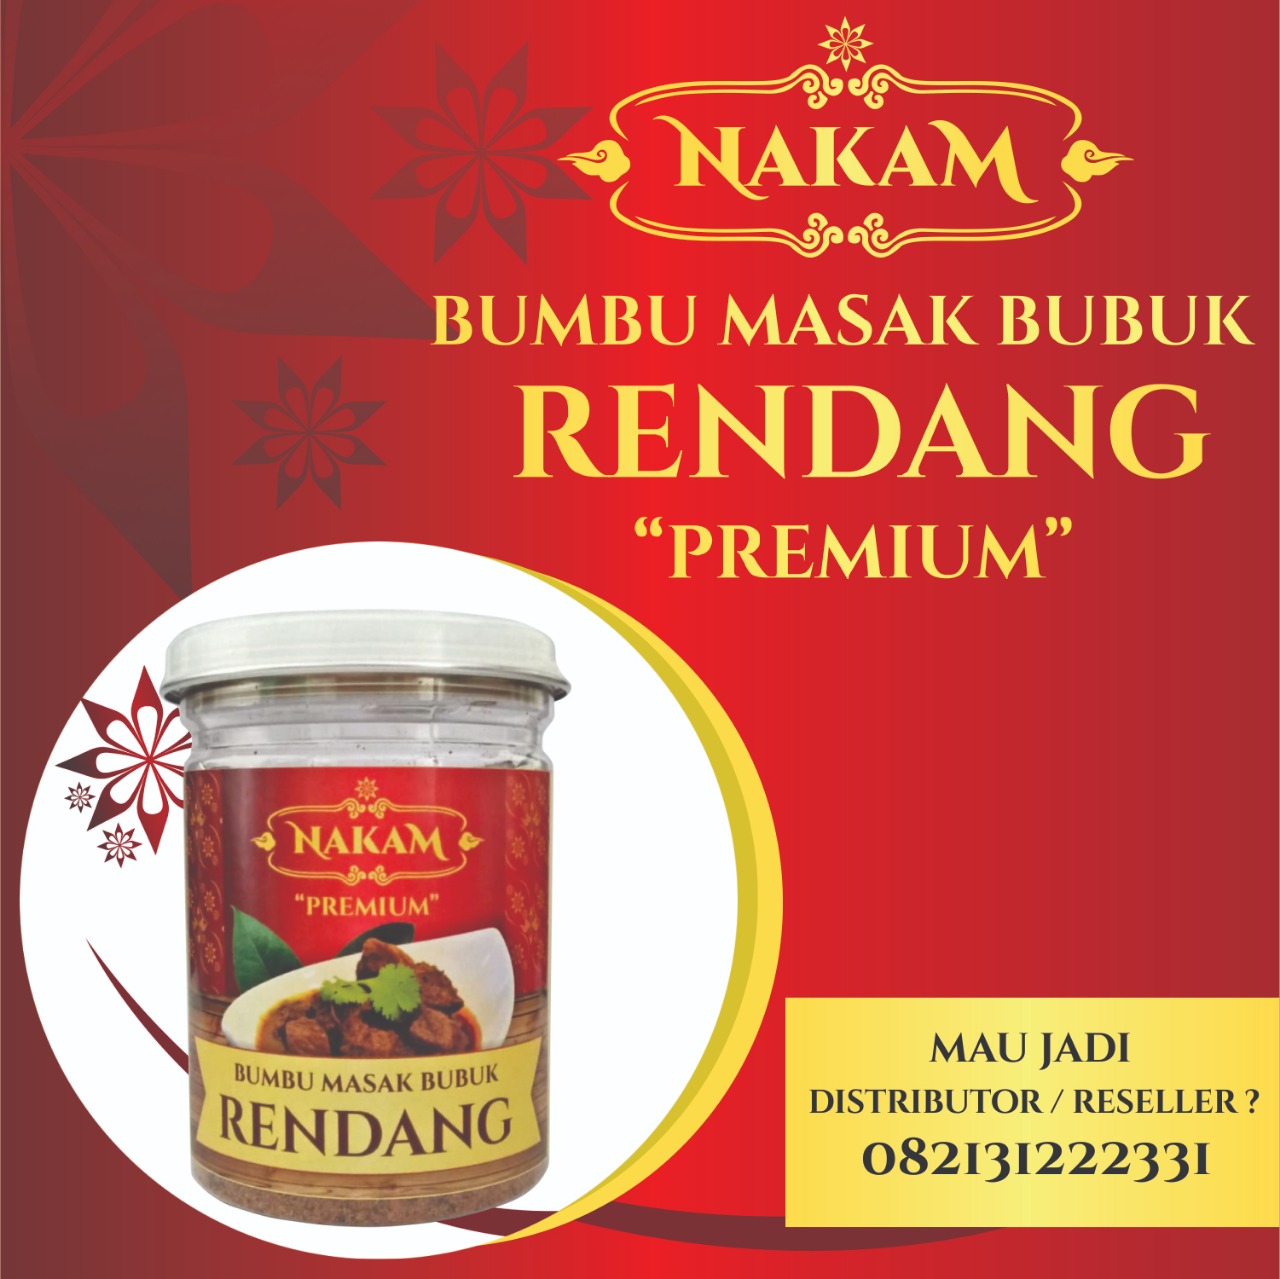 NAKAM
BUMBU MASAK BUBUK
RENDANG
“PREMIUM”
NAKAM
“PREMIUM”
BUMBU MASAK BUBUK
RENDANG
MAU JADI
DISTRIBUTOR / RESELLER ?
082131222331